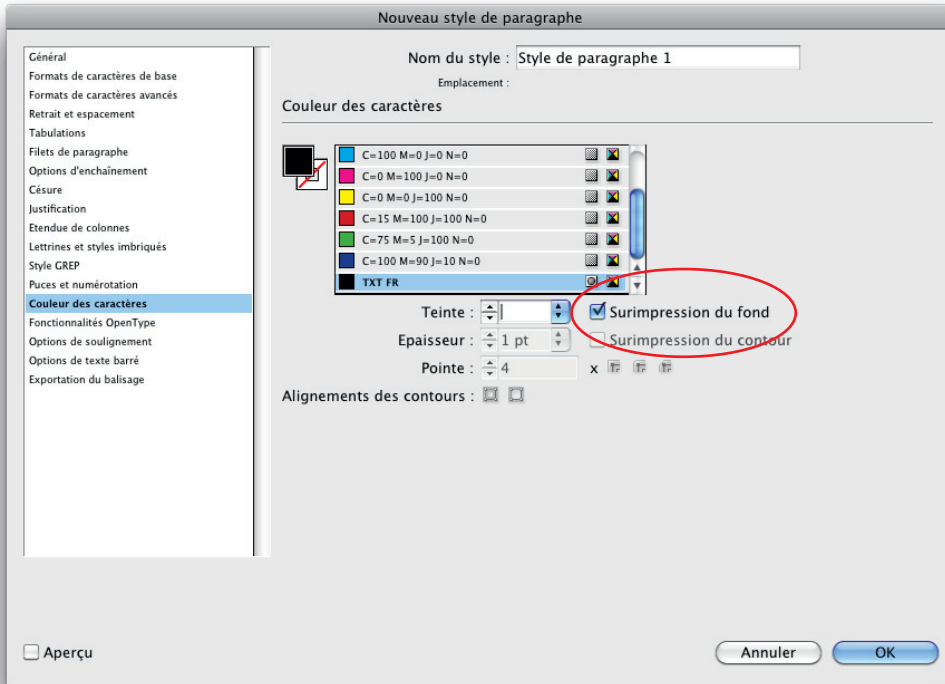 Nouveau style de paragraphe
Général
Formats de caractères de base
Formats de caractères avancés
Retrait et espacement
Tabulations
Filets de paragraphe
Options d'enchaînement
Césure
Justification
Etendue de colonnes
Lettrines et styles imbriqués
Style GREP
Puces et numérotation
Couleur des caractères
Fonctionnalités OpenType
Options de soulignement
Options de texte barré
Exportation du balisage
Nom du style : Style de paragraphe 1
Emplacement :
Couleur des caractères
C=100 M=0 J=0 N=0
C=0 M=100 J=0 N=0
C=0 M=0 J=100 N=0
C=15 M=100 J=100 N=0
C=75 M=5 J=100 N=0
C=100 M=90 J=10 N=0
TXT FR
Teinte : Surimpression du fond
Epaisseur : 1 pt Surimpression du contour
Pointe : 4 x
Alignements des contours :
Aperçu
Annuler OK